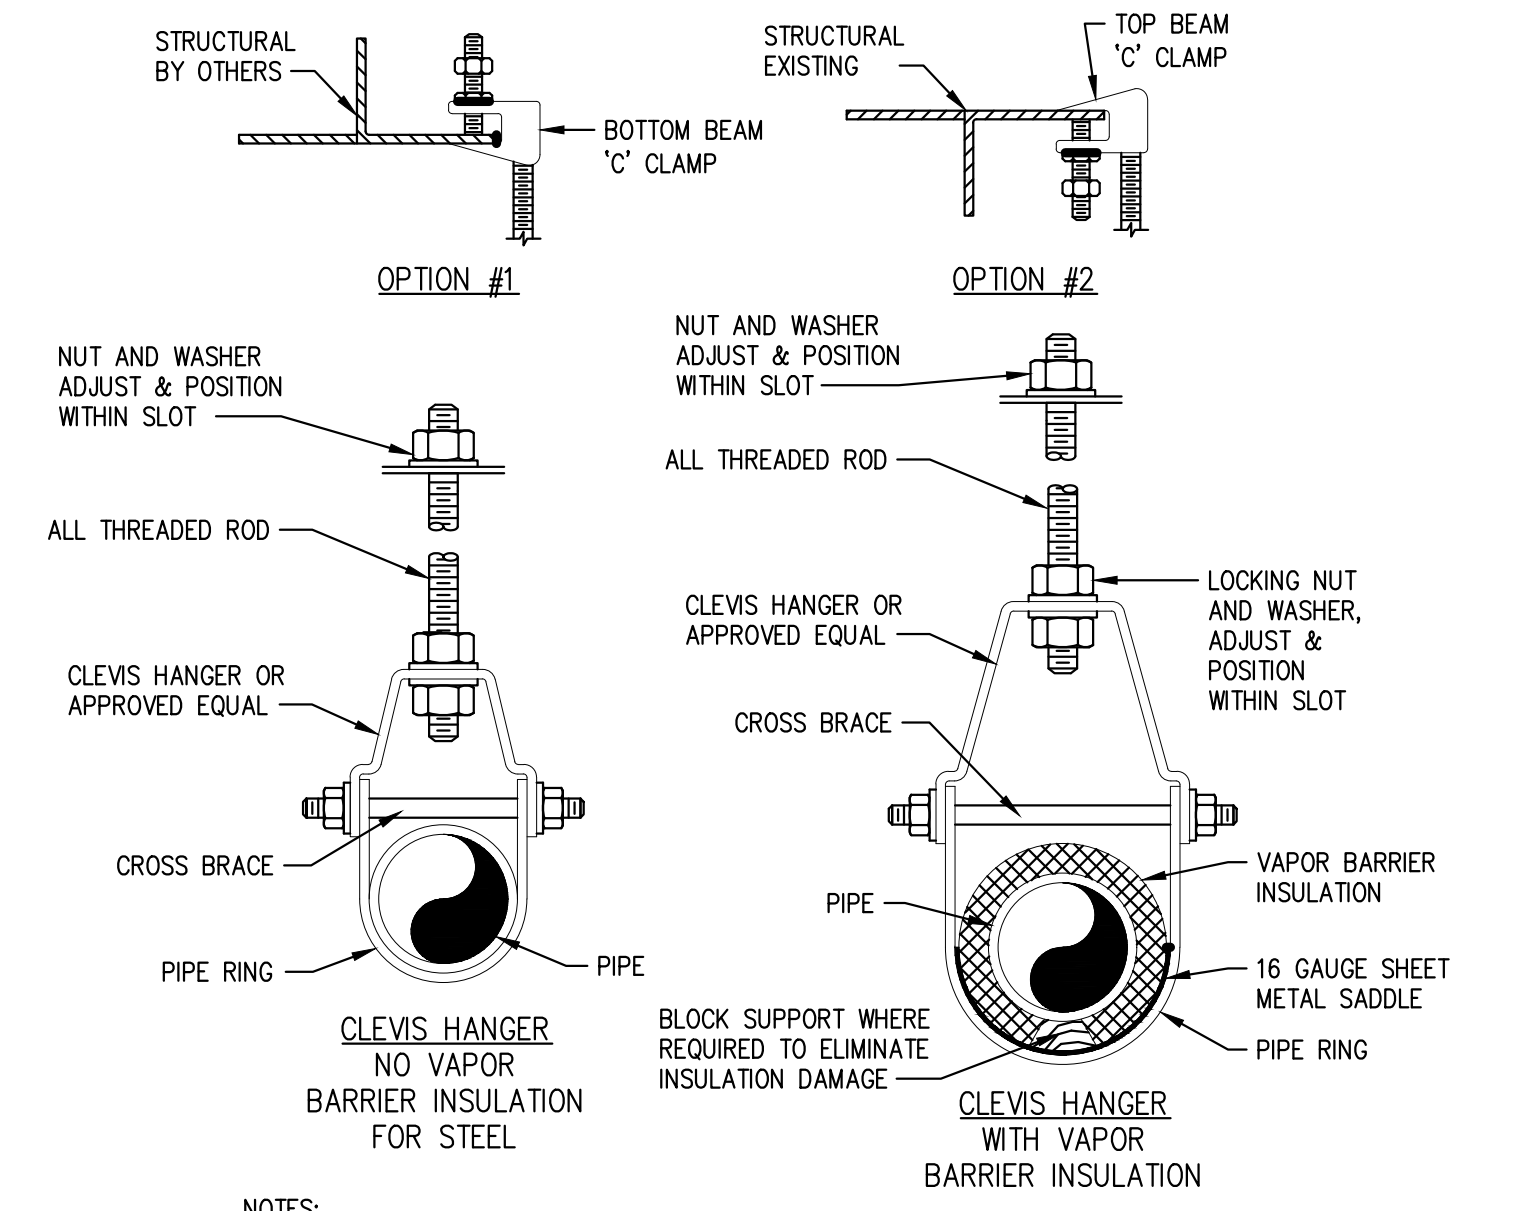 STRUCTURAL
BY OTHERS
BOTTOM BEAM
'C' CLAMP
OPTION #1
STRUCTURAL
EXISTING
TOP BEAM
'C' CLAMP
OPTION #2
NUT AND WASHER
ADJUST & POSITION
WITHIN SLOT
ALL THREADED ROD
CLEVIS HANGER OR
APPROVED EQUAL
CROSS BRACE
PIPE RING
PIPE
CLEVIS HANGER
NO VAPOR
BARRIER INSULATION
FOR STEEL
NUT AND WASHER
ADJUST & POSITION
WITHIN SLOT
ALL THREADED ROD
CLEVIS HANGER OR
APPROVED EQUAL
LOCKING NUT
AND WASHER,
ADJUST &
POSITION
WITHIN SLOT
CROSS BRACE
VAPOR BARRIER
INSULATION
PIPE
16 GAUGE SHEET
METAL SADDLE
BLOCK SUPPORT WHERE
REQUIRED TO ELIMINATE
INSULATION DAMAGE
PIPE RING
CLEVIS HANGER
WITH VAPOR
BARRIER INSULATION
NOTES: